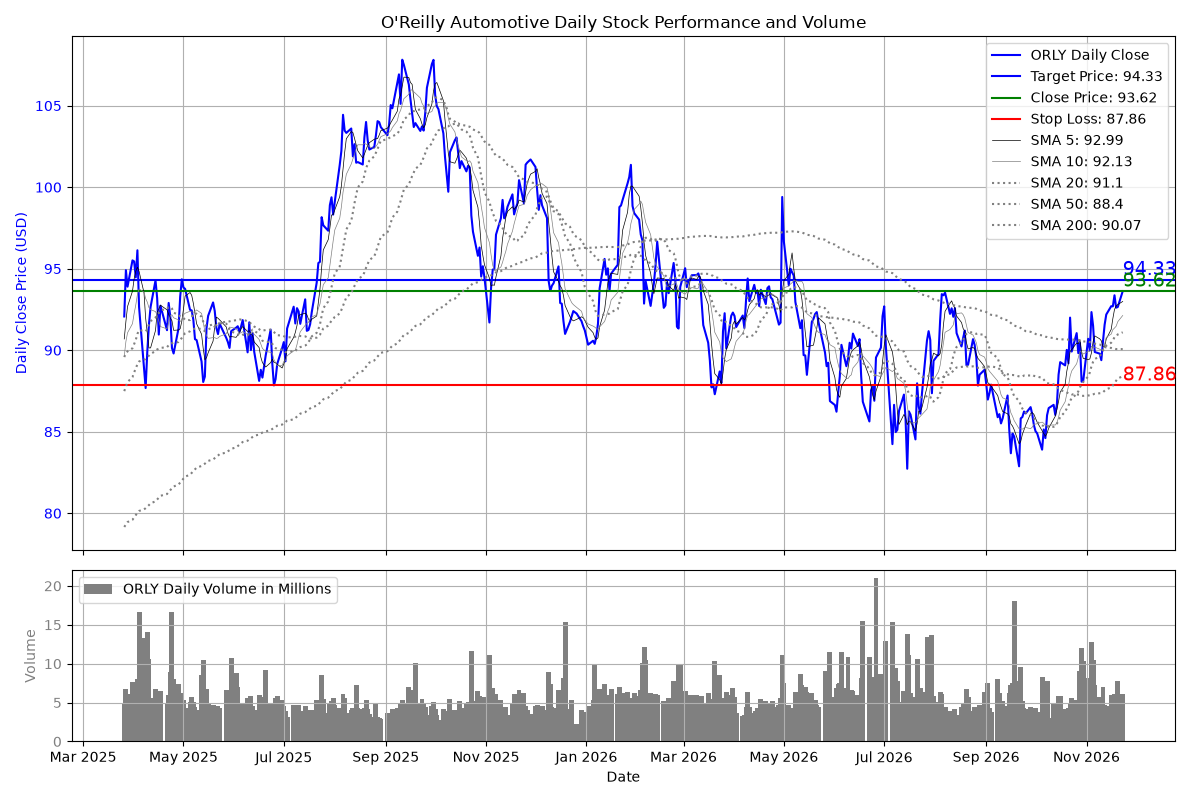 O'Reilly Automotive Daily Stock Performance and Volume
ORLY Daily Close
Target Price: 94.33
Close Price: 93.62
Stop Loss: 87.86
SMA 5: 92.99
SMA 10: 92.13
SMA 20: 91.1
SMA 50: 88.4
SMA 200: 90.07
Daily Close Price (USD)
105
100
95
90
85
80
94.33
93.62
87.86
ORLY Daily Volume in Millions
Volume
20
15
10
5
0
Mar 2025 May 2025 Jul 2025 Sep 2025 Nov 2025 Jan 2026 Mar 2026 May 2026 Jul 2026 Sep 2026 Nov 2026
Date